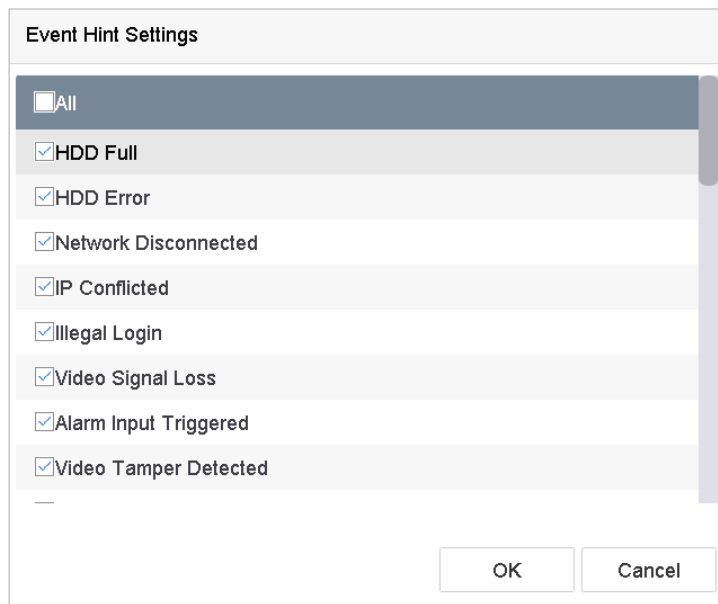 Event Hint Settings
All
HDD Full
HDD Error
Network Disconnected
IP Conflicted
Illegal Login
Video Signal Loss
Alarm Input Triggered
Video Tamper Detected
OK Cancel